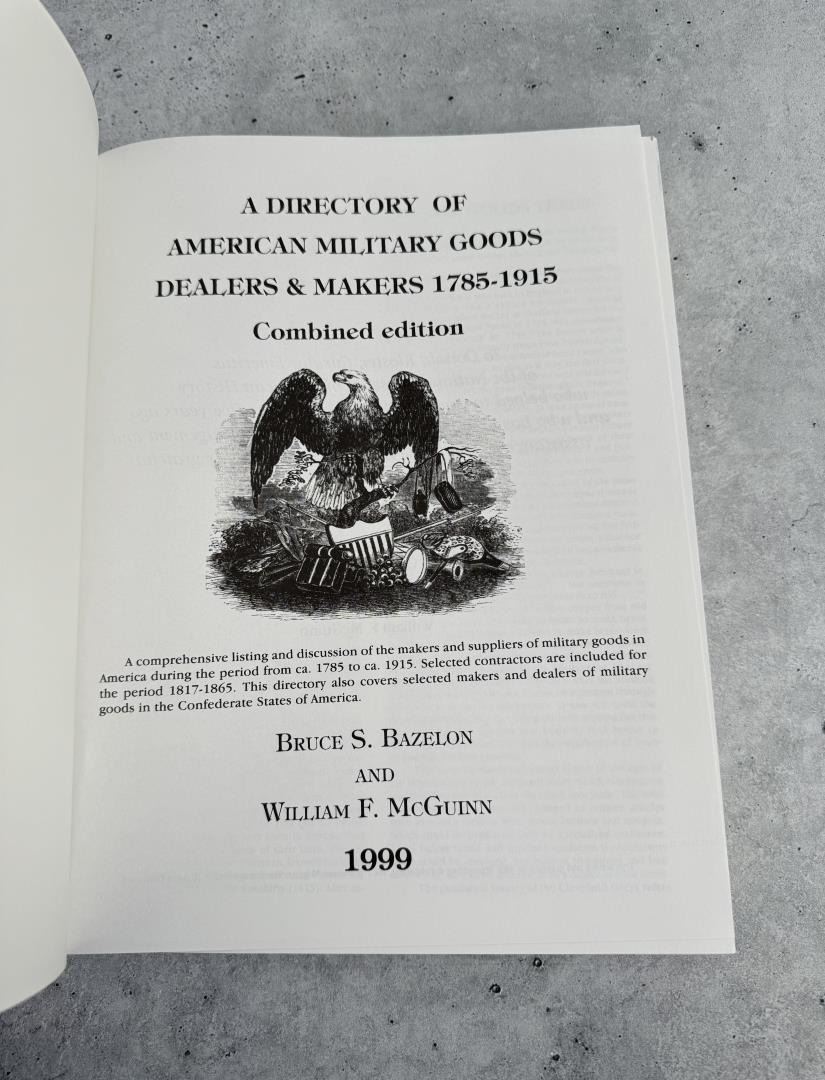 A DIRECTORY OF
AMERICAN MILITARY GOODS
DEALERS & MAKERS 1785-1915
Combined edition
A comprehensive listing and discussion of the makers and suppliers of military goods in
America during the period from ca. 1785 to ca. 1915. Selected contractors are included for
the period 1817-1865. This directory also covers selected makers and dealers of military
goods in the Confederate States of America.
BRUCE S. BAZELON
AND
WILLIAM F. MCGUINN
1999